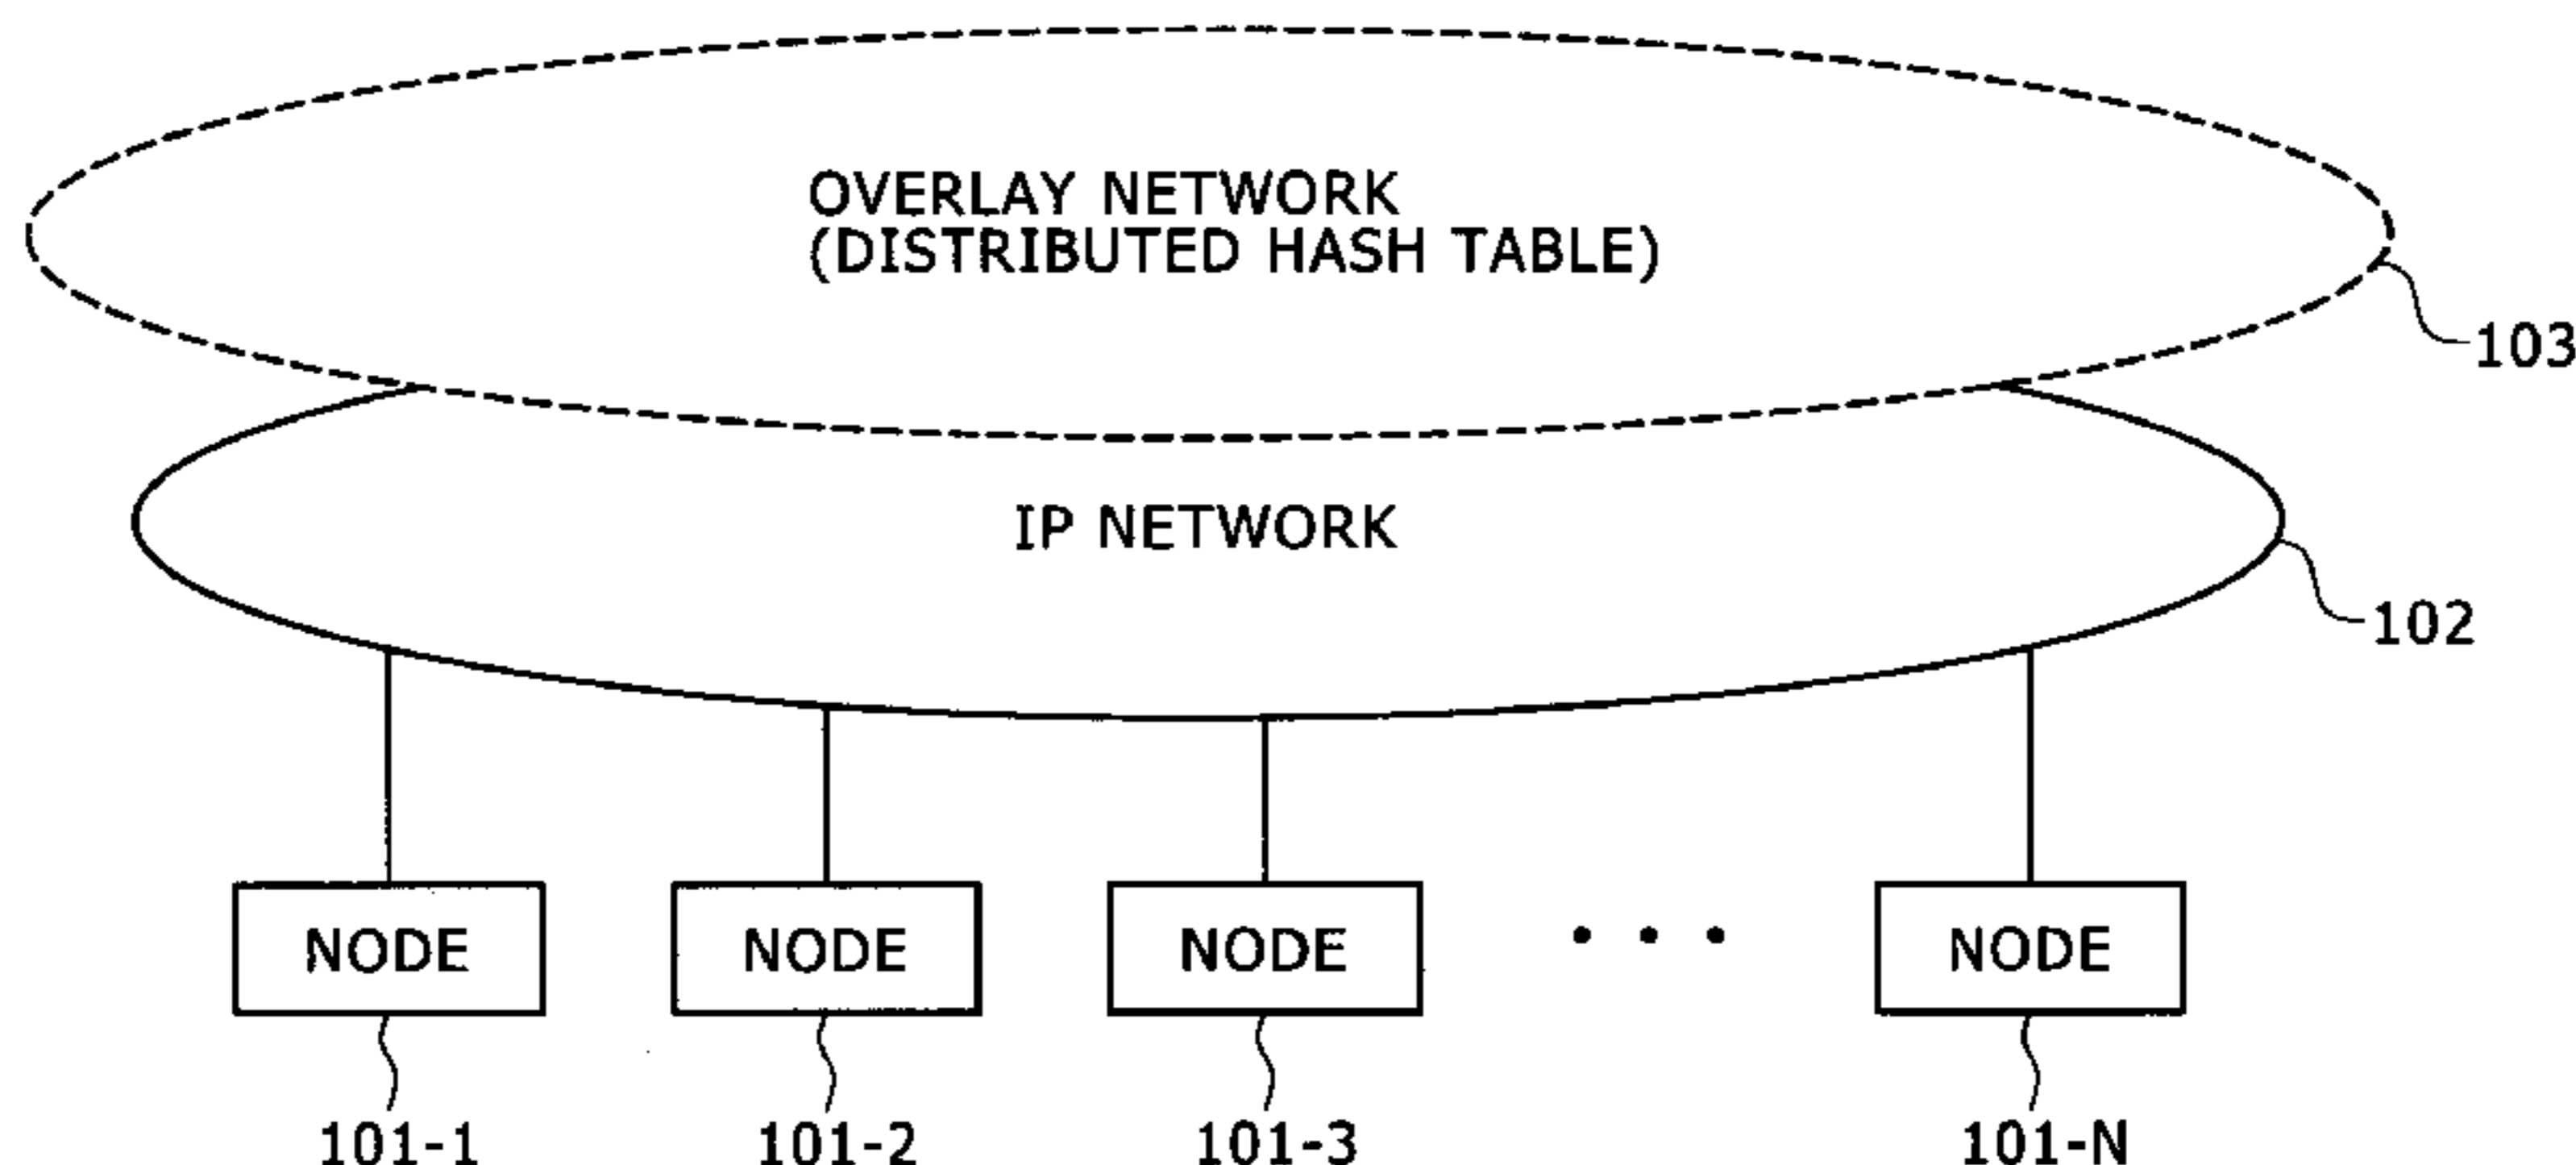 OVERLAY NETWORK
(DISTRIBUTED HASH TABLE)
103
IP NETWORK
102
NODE NODE NODE • • • NODE
101-1 101-2 101-3 101-N